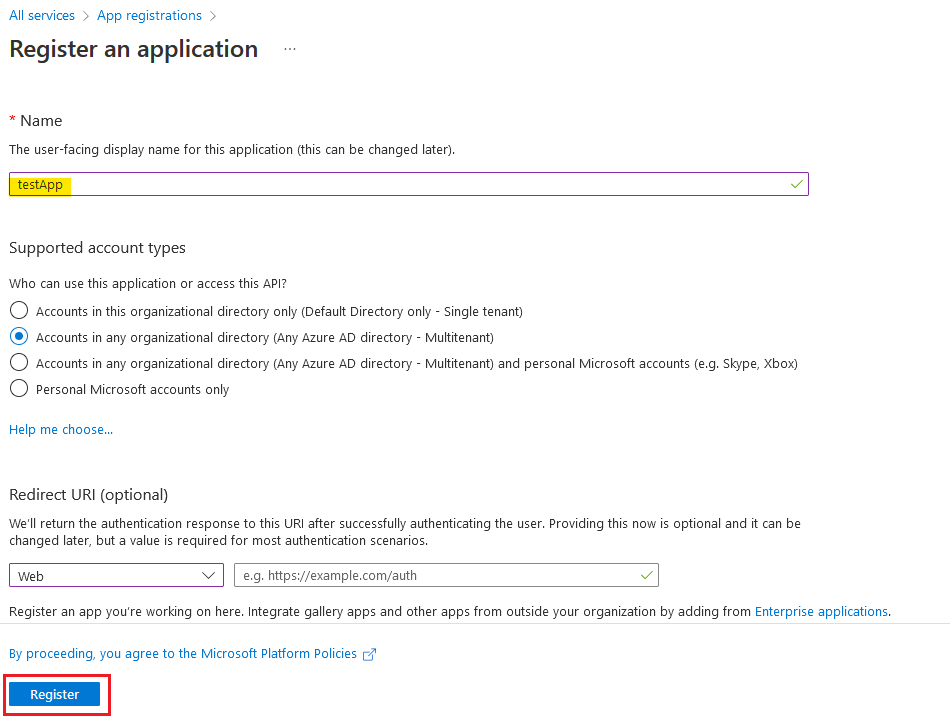 All services > App registrations >
Register an application ...
* Name
The user-facing display name for this application (this can be changed later).
testApp
Supported account types
Who can use this application or access this API?
Accounts in this organizational directory only (Default Directory only - Single tenant)
Accounts in any organizational directory (Any Azure AD directory - Multitenant)
Accounts in any organizational directory (Any Azure AD directory - Multitenant) and personal Microsoft accounts (e.g. Skype, Xbox)
Personal Microsoft accounts only
Help me choose...
Redirect URI (optional)
We'll return the authentication response to this URI after successfully authenticating the user. Providing this now is optional and it can be
changed later, but a value is required for most authentication scenarios.
Web e.g. https://example.com/auth
Register an app you're working on here. Integrate gallery apps and other apps from outside your organization by adding from Enterprise applications.
By proceeding, you agree to the Microsoft Platform Policies
Register